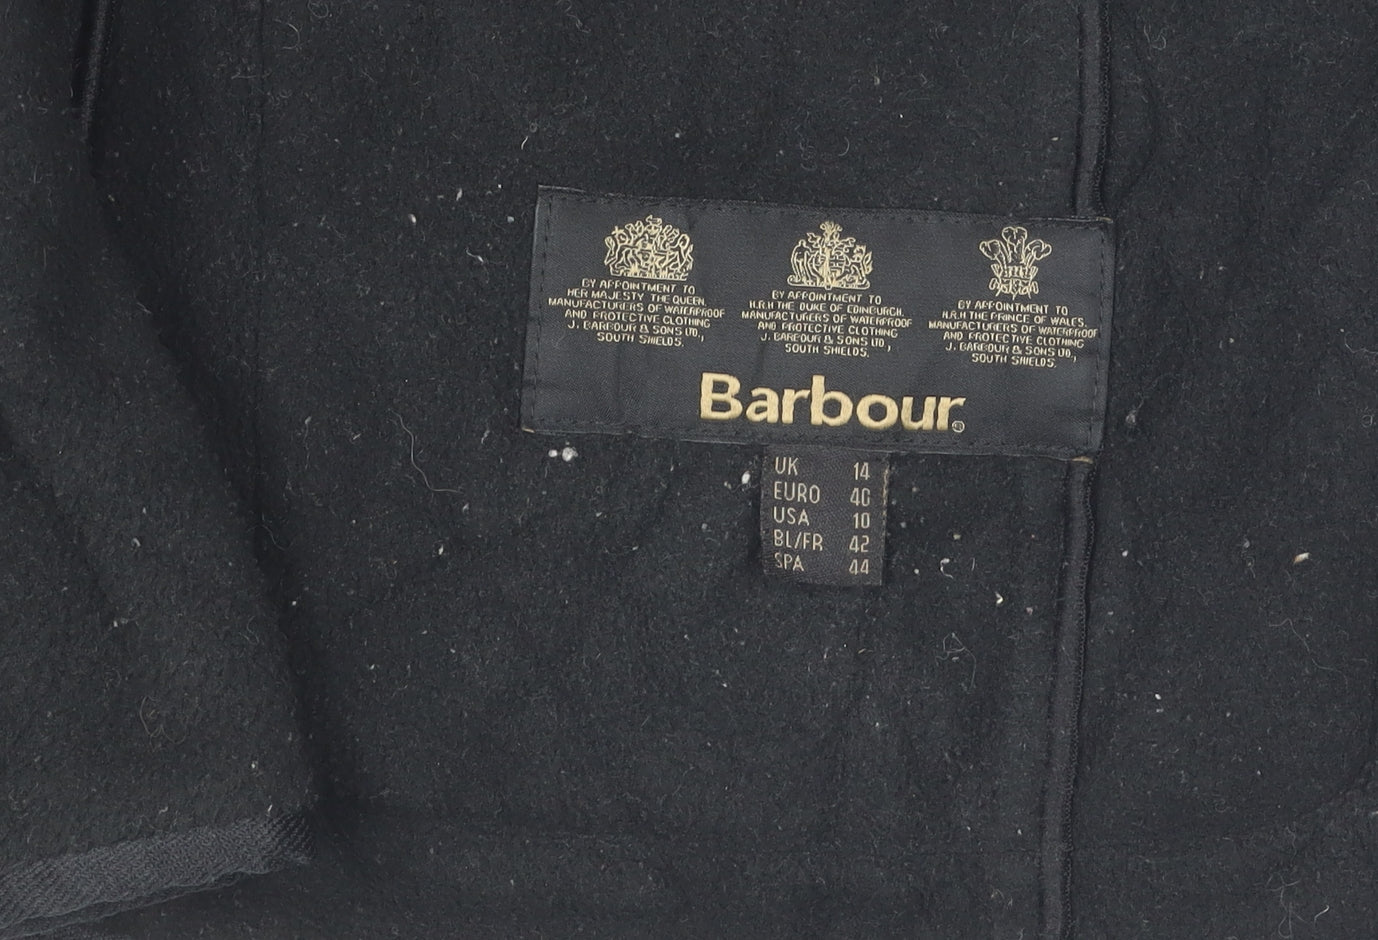 BY APPOINTMENT TO
HER MAJESTY THE QUEEN
MANUFACTURERS OF WATERPROOF
AND PROTECTIVE CLOTHING
J. BARBOUR & SONS LTD.,
SOUTH SHIELDS.
BY APPOINTMENT TO
H.R.H THE DUKE OF EDINBURGH.
MANUFACTURERS OF WATERPROOF
AND PROTECTIVE CLOTHING
J. BARBOUR & SONS LTD.,
SOUTH SHIELDS.
BY APPOINTMENT TO
H.R.H THE PRINCE OF WALES.
MANUFACTURERS OF WATERPROOF
AND PROTECTIVE CLOTHING
J. BARBOUR & SONS LTD.,
SOUTH SHIELDS.
Barbour®
UK 14
EURO 40
USA 10
BL/FR 42
SPA 44